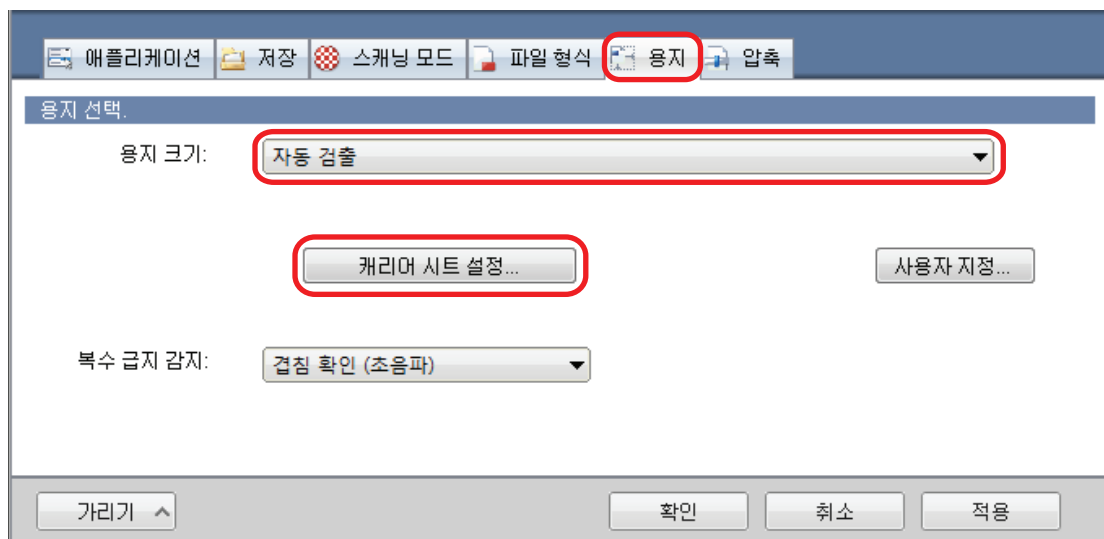 애플리케이션 저장 스캐닝 모드 파일 형식 용지 압축
용지 선택.
용지 크기: 자동 검출
캐리어 시트 설정... 사용자 지정...
복수 급지 감지: 겹침 확인 (초음파)
가리기 확인 취소 적용